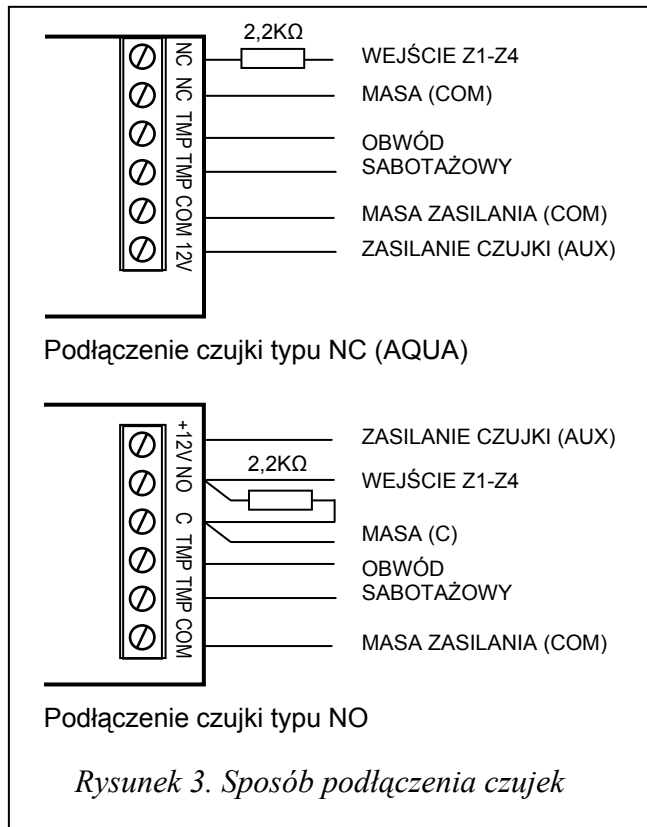 2,2KΩ
NC WEJŚCIE Z1-Z4
NC MASA (COM)
TMP OBWÓD
TMP SABOTAŻOWY
COM MASA ZASILANIA (COM)
12V ZASILANIE CZUJKI (AUX)
Podłączenie czujki typu NC (AQUA)
+12V ZASILANIE CZUJKI (AUX)
2,2KΩ
NO WEJŚCIE Z1-Z4
C MASA (C)
TMP OBWÓD
TMP SABOTAŻOWY
COM MASA ZASILANIA (COM)
Podłączenie czujki typu NO
Rysunek 3. Sposób podłączenia czujek